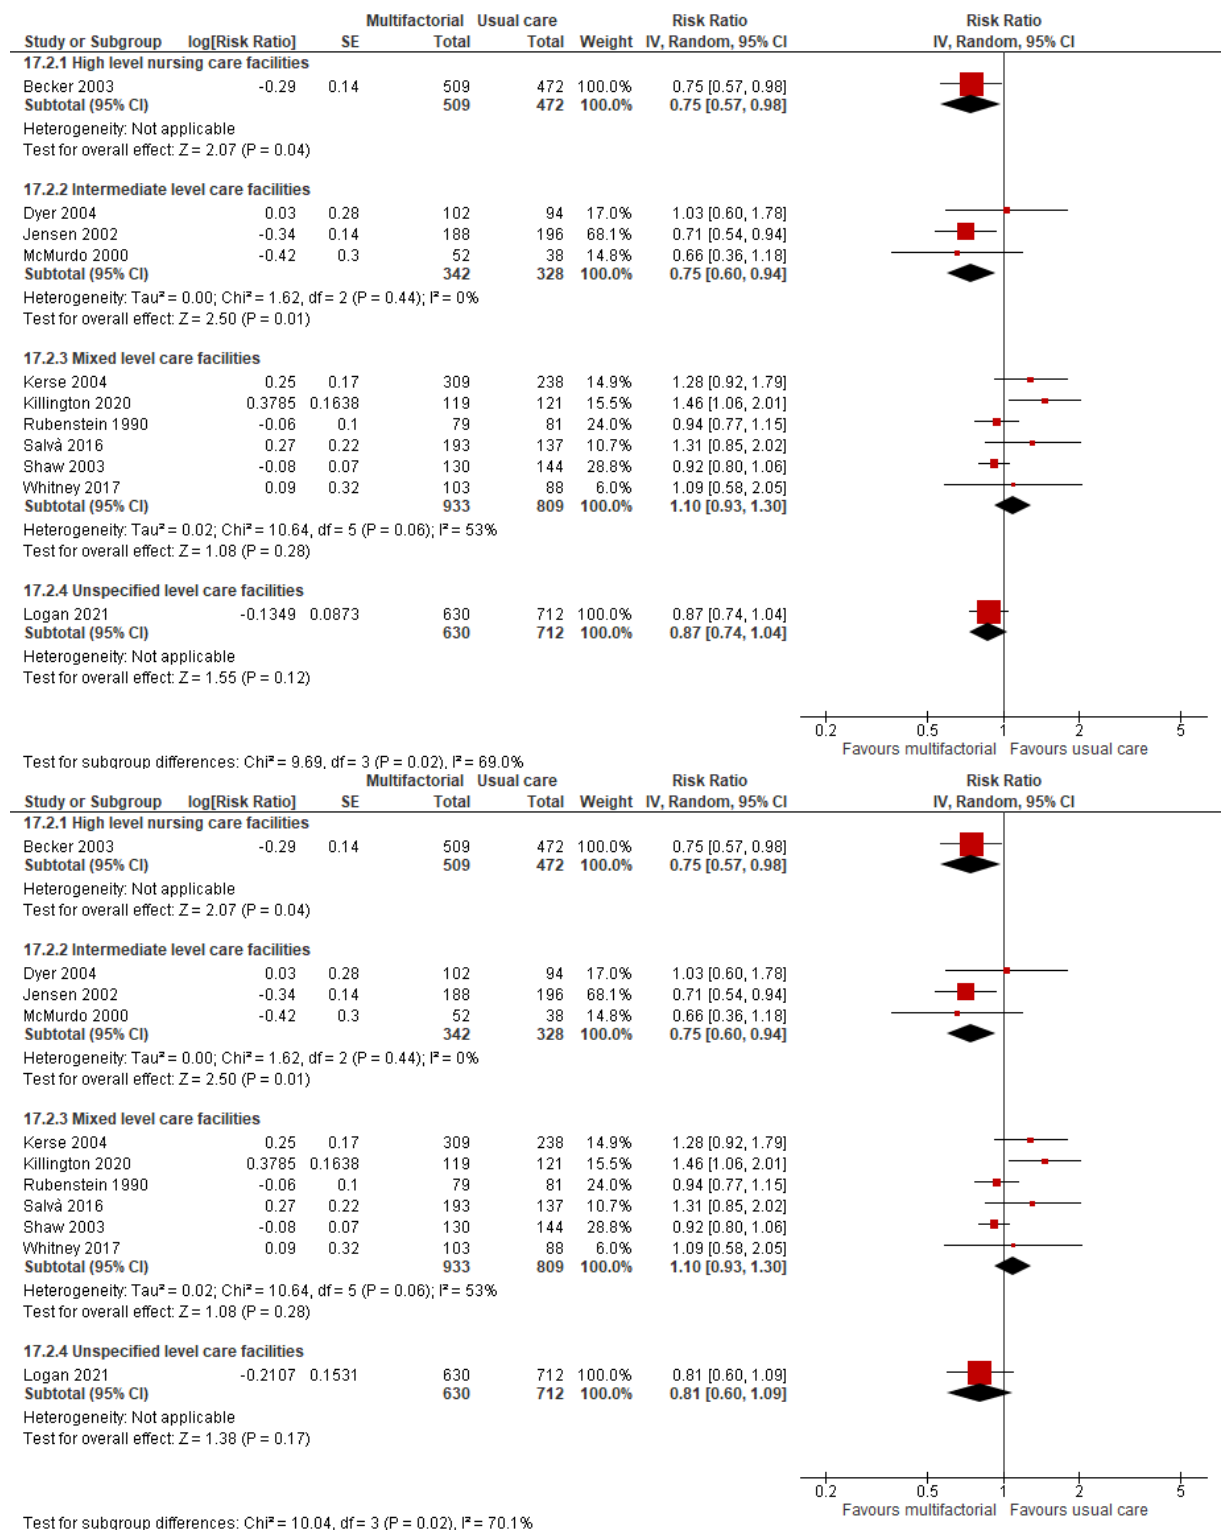 Multifactorial Usual care Risk Ratio Risk Ratio
Study or Subgroup log[Risk Ratio] SE Total Total Weight IV, Random, 95% CI IV, Random, 95% CI
17.2.1 High level nursing care facilities
Becker 2003 -0.29 0.14 509 472 100.0% 0.75 [0.57, 0.98]
Subtotal (95% CI) 509 472 100.0% 0.75 [0.57, 0.98]
Heterogeneity: Not applicable
Test for overall effect: Z = 2.07 (P = 0.04)
17.2.2 Intermediate level care facilities
Dyer 2004 0.03 0.28 102 94 17.0% 1.03 [0.60, 1.78]
Jensen 2002 -0.34 0.14 188 196 68.1% 0.71 [0.54, 0.94]
McMurdo 2000 -0.42 0.3 52 38 14.8% 0.66 [0.36, 1.18]
Subtotal (95% CI) 342 328 100.0% 0.75 [0.60, 0.94]
Heterogeneity: Tau² = 0.00; Chi² = 1.62, df = 2 (P = 0.44); I² = 0%
Test for overall effect: Z = 2.50 (P = 0.01)
17.2.3 Mixed level care facilities
Kerse 2004 0.25 0.17 309 238 14.9% 1.28 [0.92, 1.79]
Killington 2020 0.3785 0.1638 119 121 15.5% 1.46 [1.06, 2.01]
Rubenstein 1990 -0.06 0.1 79 81 24.0% 0.94 [0.77, 1.15]
Salvà 2016 0.27 0.22 193 137 10.7% 1.31 [0.85, 2.02]
Shaw 2003 -0.08 0.07 130 144 28.8% 0.92 [0.80, 1.06]
Whitney 2017 0.09 0.32 103 88 6.0% 1.09 [0.58, 2.05]
Subtotal (95% CI) 933 809 100.0% 1.10 [0.93, 1.30]
Heterogeneity: Tau² = 0.02; Chi² = 10.64, df = 5 (P = 0.06); I² = 53%
Test for overall effect: Z = 1.08 (P = 0.28)
17.2.4 Unspecified level care facilities
Logan 2021 -0.1349 0.0873 630 712 100.0% 0.87 [0.74, 1.04]
Subtotal (95% CI) 630 712 100.0% 0.87 [0.74, 1.04]
Heterogeneity: Not applicable
Test for overall effect: Z = 1.55 (P = 0.12)
0.2 0.5 1 2 5
Favours multifactorial Favours usual care
Test for subgroup differences: Chi² = 9.69, df = 3 (P = 0.02), I² = 69.0%
Multifactorial Usual care Risk Ratio Risk Ratio
Study or Subgroup log[Risk Ratio] SE Total Total Weight IV, Random, 95% CI IV, Random, 95% CI
17.2.1 High level nursing care facilities
Becker 2003 -0.29 0.14 509 472 100.0% 0.75 [0.57, 0.98]
Subtotal (95% CI) 509 472 100.0% 0.75 [0.57, 0.98]
Heterogeneity: Not applicable
Test for overall effect: Z = 2.07 (P = 0.04)
17.2.2 Intermediate level care facilities
Dyer 2004 0.03 0.28 102 94 17.0% 1.03 [0.60, 1.78]
Jensen 2002 -0.34 0.14 188 196 68.1% 0.71 [0.54, 0.94]
McMurdo 2000 -0.42 0.3 52 38 14.8% 0.66 [0.36, 1.18]
Subtotal (95% CI) 342 328 100.0% 0.75 [0.60, 0.94]
Heterogeneity: Tau² = 0.00; Chi² = 1.62, df = 2 (P = 0.44); I² = 0%
Test for overall effect: Z = 2.50 (P = 0.01)
17.2.3 Mixed level care facilities
Kerse 2004 0.25 0.17 309 238 14.9% 1.28 [0.92, 1.79]
Killington 2020 0.3785 0.1638 119 121 15.5% 1.46 [1.06, 2.01]
Rubenstein 1990 -0.06 0.1 79 81 24.0% 0.94 [0.77, 1.15]
Salvà 2016 0.27 0.22 193 137 10.7% 1.31 [0.85, 2.02]
Shaw 2003 -0.08 0.07 130 144 28.8% 0.92 [0.80, 1.06]
Whitney 2017 0.09 0.32 103 88 6.0% 1.09 [0.58, 2.05]
Subtotal (95% CI) 933 809 100.0% 1.10 [0.93, 1.30]
Heterogeneity: Tau² = 0.02; Chi² = 10.64, df = 5 (P = 0.06); I² = 53%
Test for overall effect: Z = 1.08 (P = 0.28)
17.2.4 Unspecified level care facilities
Logan 2021 -0.2107 0.1531 630 712 100.0% 0.81 [0.60, 1.09]
Subtotal (95% CI) 630 712 100.0% 0.81 [0.60, 1.09]
Heterogeneity: Not applicable
Test for overall effect: Z = 1.38 (P = 0.17)
0.2 0.5 1 2 5
Favours multifactorial Favours usual care
Test for subgroup differences: Chi² = 10.04, df = 3 (P = 0.02), I² = 70.1%